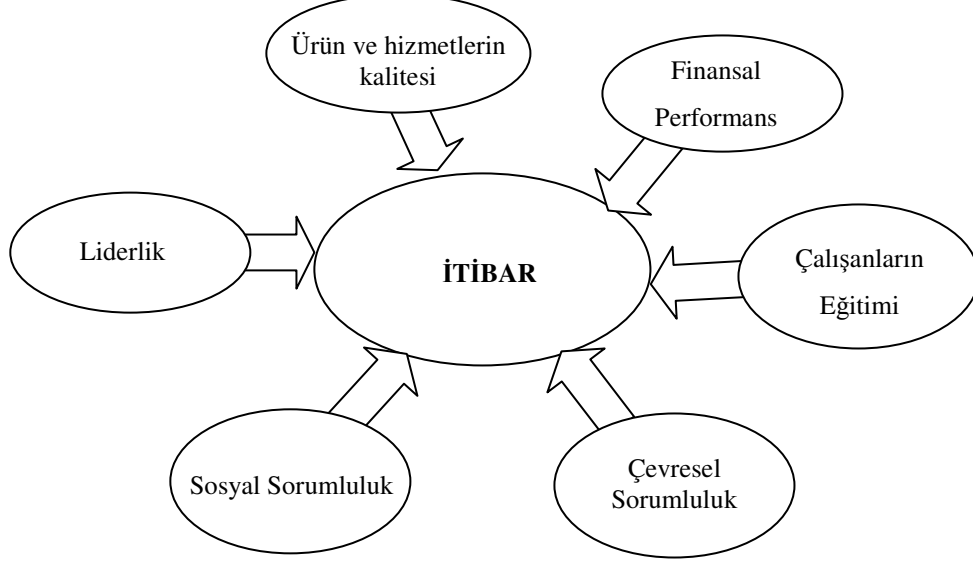 Ürün ve hizmetlerin
kalitesi
Finansal
Performans
Liderlik
İTİBAR
Çalışanların
Eğitimi
Sosyal Sorumluluk
Çevresel
Sorumluluk